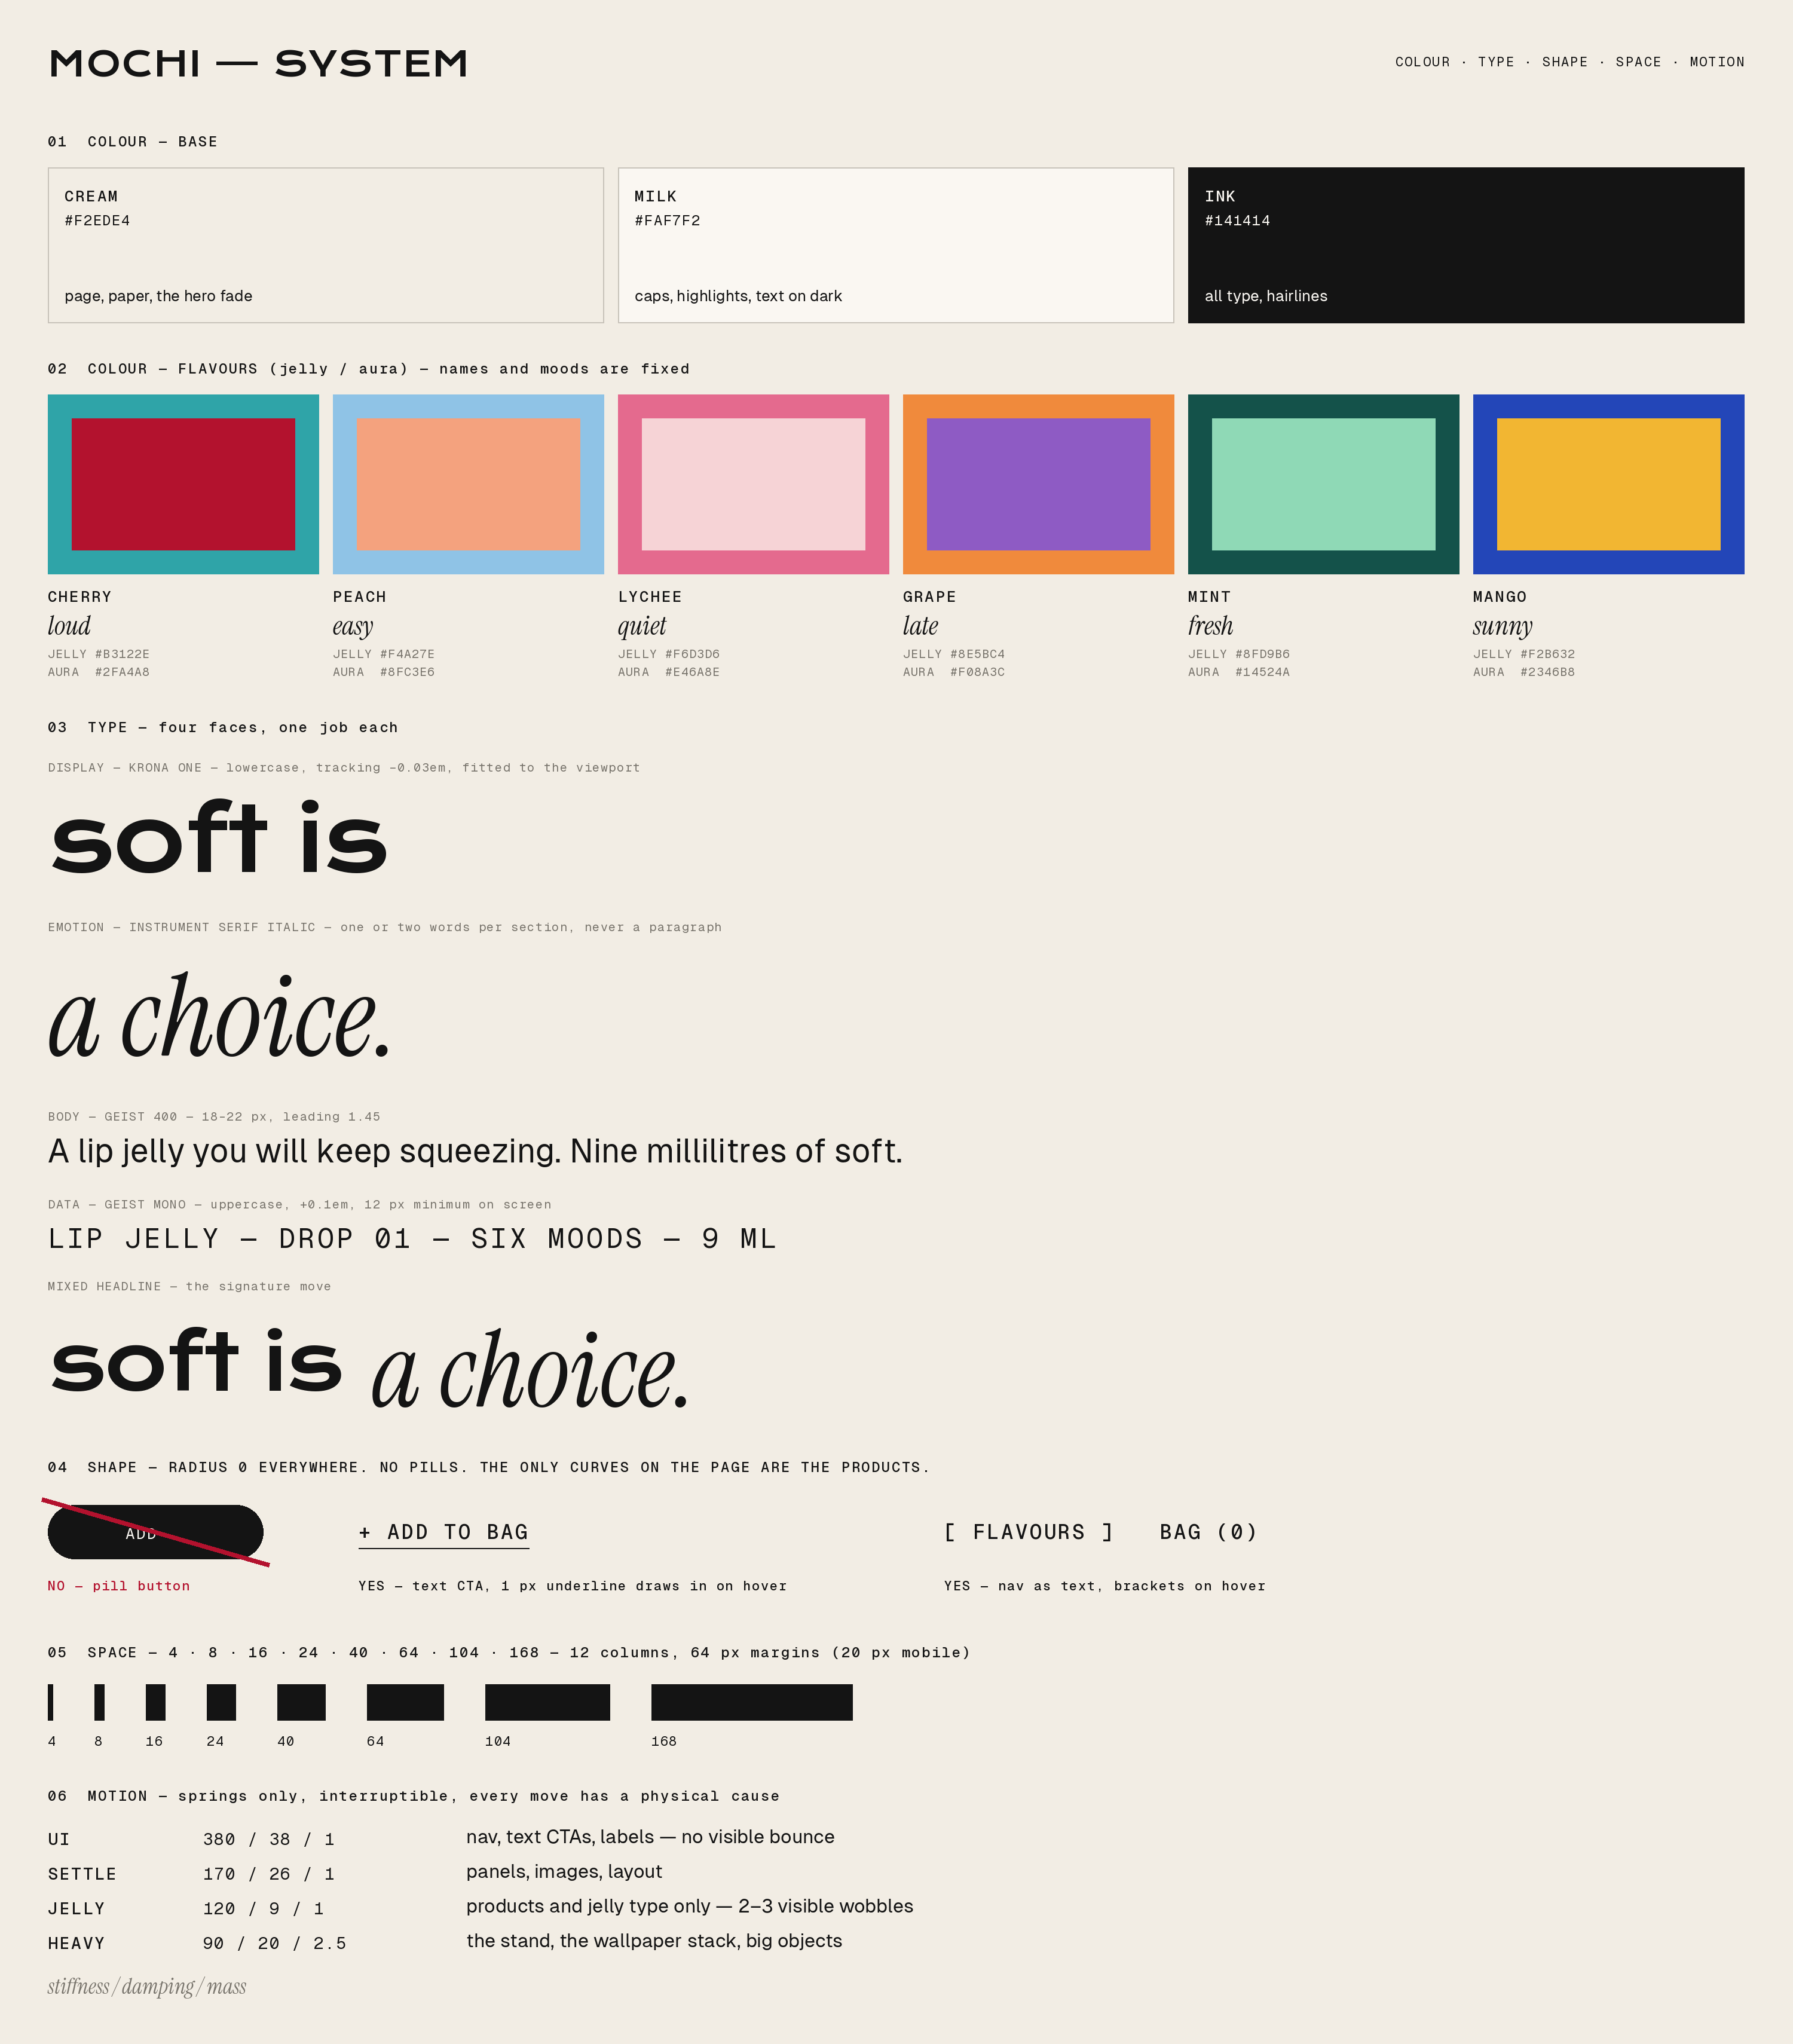 MOCHI — SYSTEM
COLOUR · TYPE · SHAPE · SPACE · MOTION
01 COLOUR — BASE
CREAM
#F2EDE4
page, paper, the hero fade
MILK
#FAF7F2
caps, highlights, text on dark
INK
#141414
all type, hairlines
02 COLOUR — FLAVOURS (jelly / aura) — names and moods are fixed
CHERRY
loud
JELLY #B3122E
AURA #2FA4A8
PEACH
easy
JELLY #F4A27E
AURA #8FC3E6
LYCHEE
quiet
JELLY #F6D3D6
AURA #E46A8E
GRAPE
late
JELLY #8E5BC4
AURA #F08A3C
MINT
fresh
JELLY #8FD9B6
AURA #14524A
MANGO
sunny
JELLY #F2B632
AURA #2346B8
03 TYPE — four faces, one job each
DISPLAY — KRONA ONE — lowercase, tracking -0.03em, fitted to the viewport
soft is
EMOTION — INSTRUMENT SERIF ITALIC — one or two words per section, never a paragraph
a choice.
BODY — GEIST 400 — 18–22 px, leading 1.45
A lip jelly you will keep squeezing. Nine millilitres of soft.
DATA — GEIST MONO — uppercase, +0.1em, 12 px minimum on screen
LIP JELLY — DROP 01 — SIX MOODS — 9 ML
MIXED HEADLINE — the signature move
soft is a choice.
04 SHAPE — RADIUS 0 EVERYWHERE. NO PILLS. THE ONLY CURVES ON THE PAGE ARE THE PRODUCTS.
ADD
NO — pill button
+ ADD TO BAG
YES — text CTA, 1 px underline draws in on hover
[ FLAVOURS ] BAG (0)
YES — nav as text, brackets on hover
05 SPACE — 4 · 8 · 16 · 24 · 40 · 64 · 104 · 168 — 12 columns, 64 px margins (20 px mobile)
4 8 16 24 40 64 104 168
06 MOTION — springs only, interruptible, every move has a physical cause
UI 380 / 38 / 1 nav, text CTAs, labels — no visible bounce
SETTLE 170 / 26 / 1 panels, images, layout
JELLY 120 / 9 / 1 products and jelly type only — 2–3 visible wobbles
HEAVY 90 / 20 / 2.5 the stand, the wallpaper stack, big objects
stiffness / damping / mass